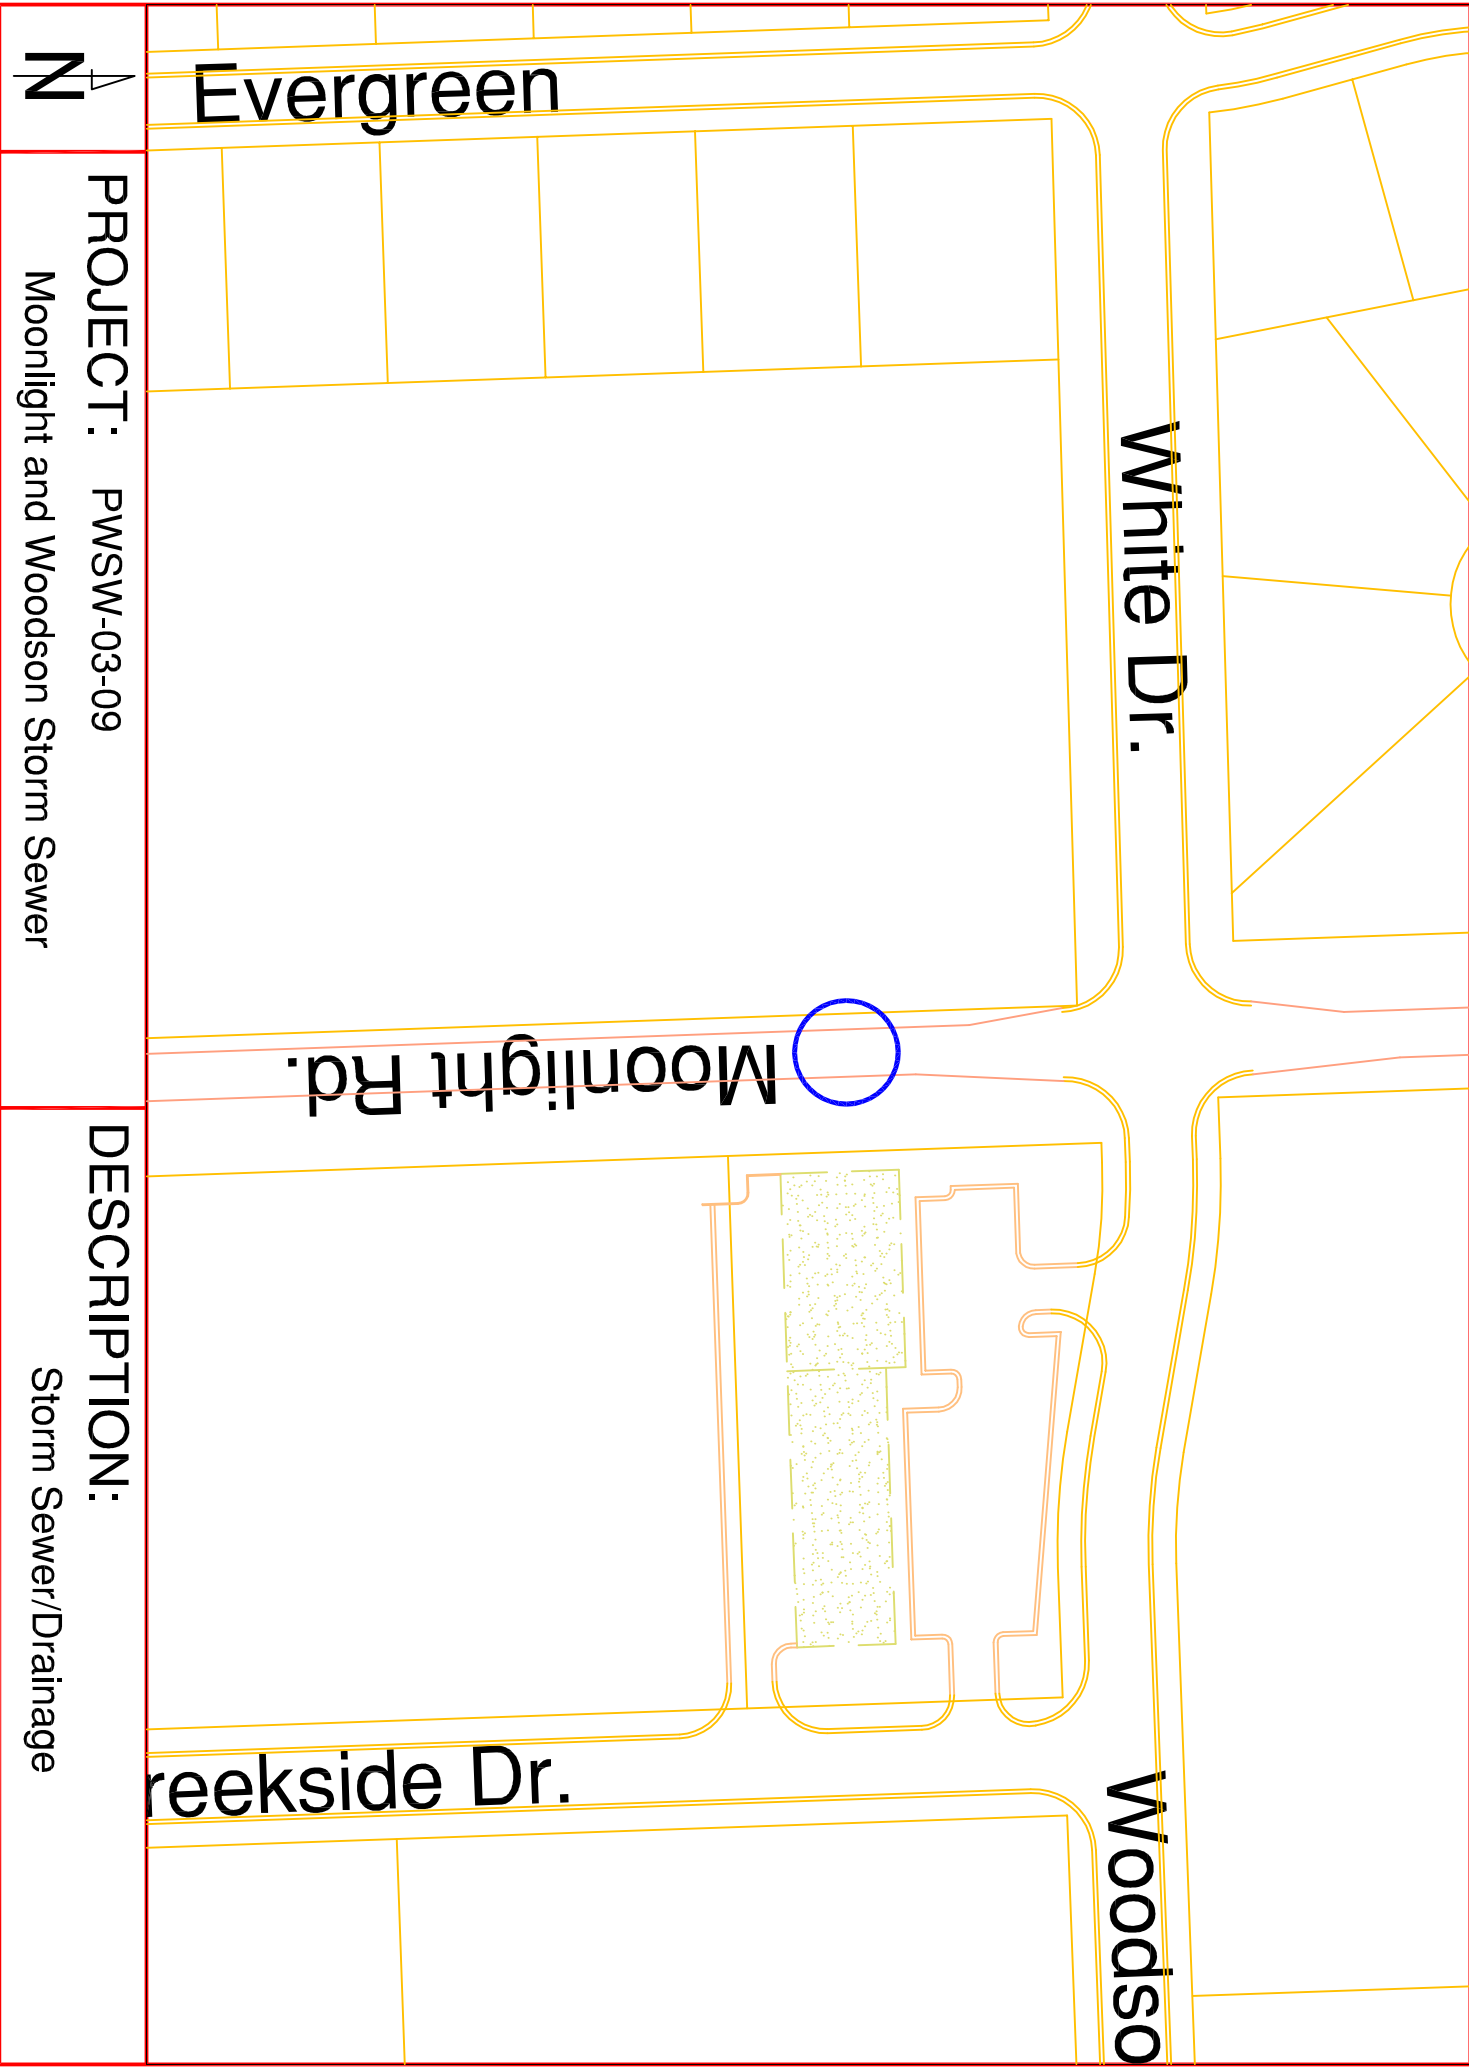 Evergreen
White Dr.
Moonlight Rd.
reekside Dr.
Woodso
N
PROJECT: PWSW-03-09
Moonlight and Woodson Storm Sewer
DESCRIPTION:
Storm Sewer/Drainage